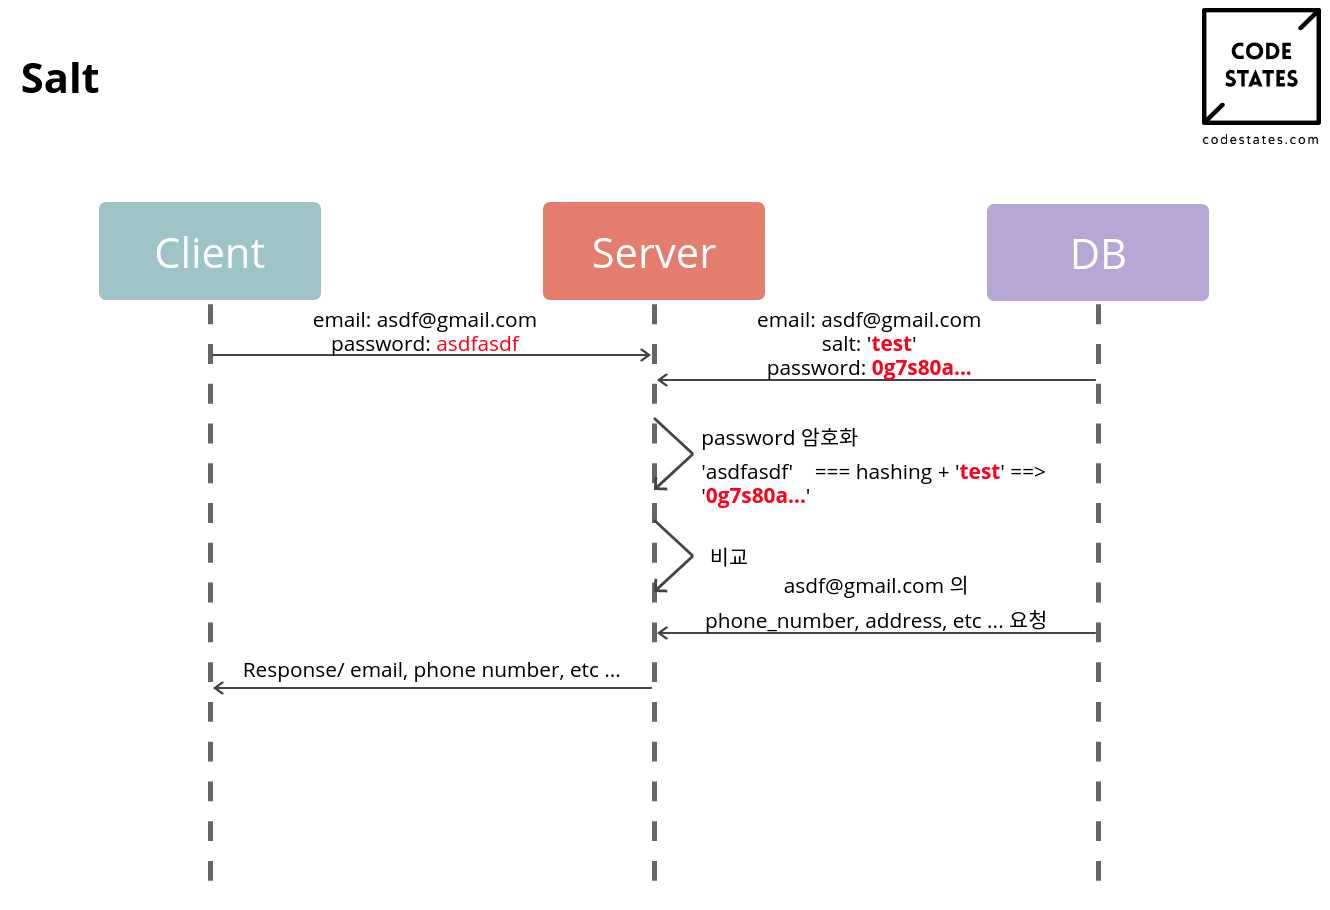 Salt
CODE
STATES
codestates.com
Client
Server
DB
email: asdf@gmail.com
password: asdfasdf
email: asdf@gmail.com
salt: 'test'
password: 0g7s80a...
password 암호화
'asdfasdf' === hashing + 'test' ==>
'0g7s80a...'
비교
asdf@gmail.com 의
phone_number, address, etc ... 요청
Response/ email, phone number, etc ...